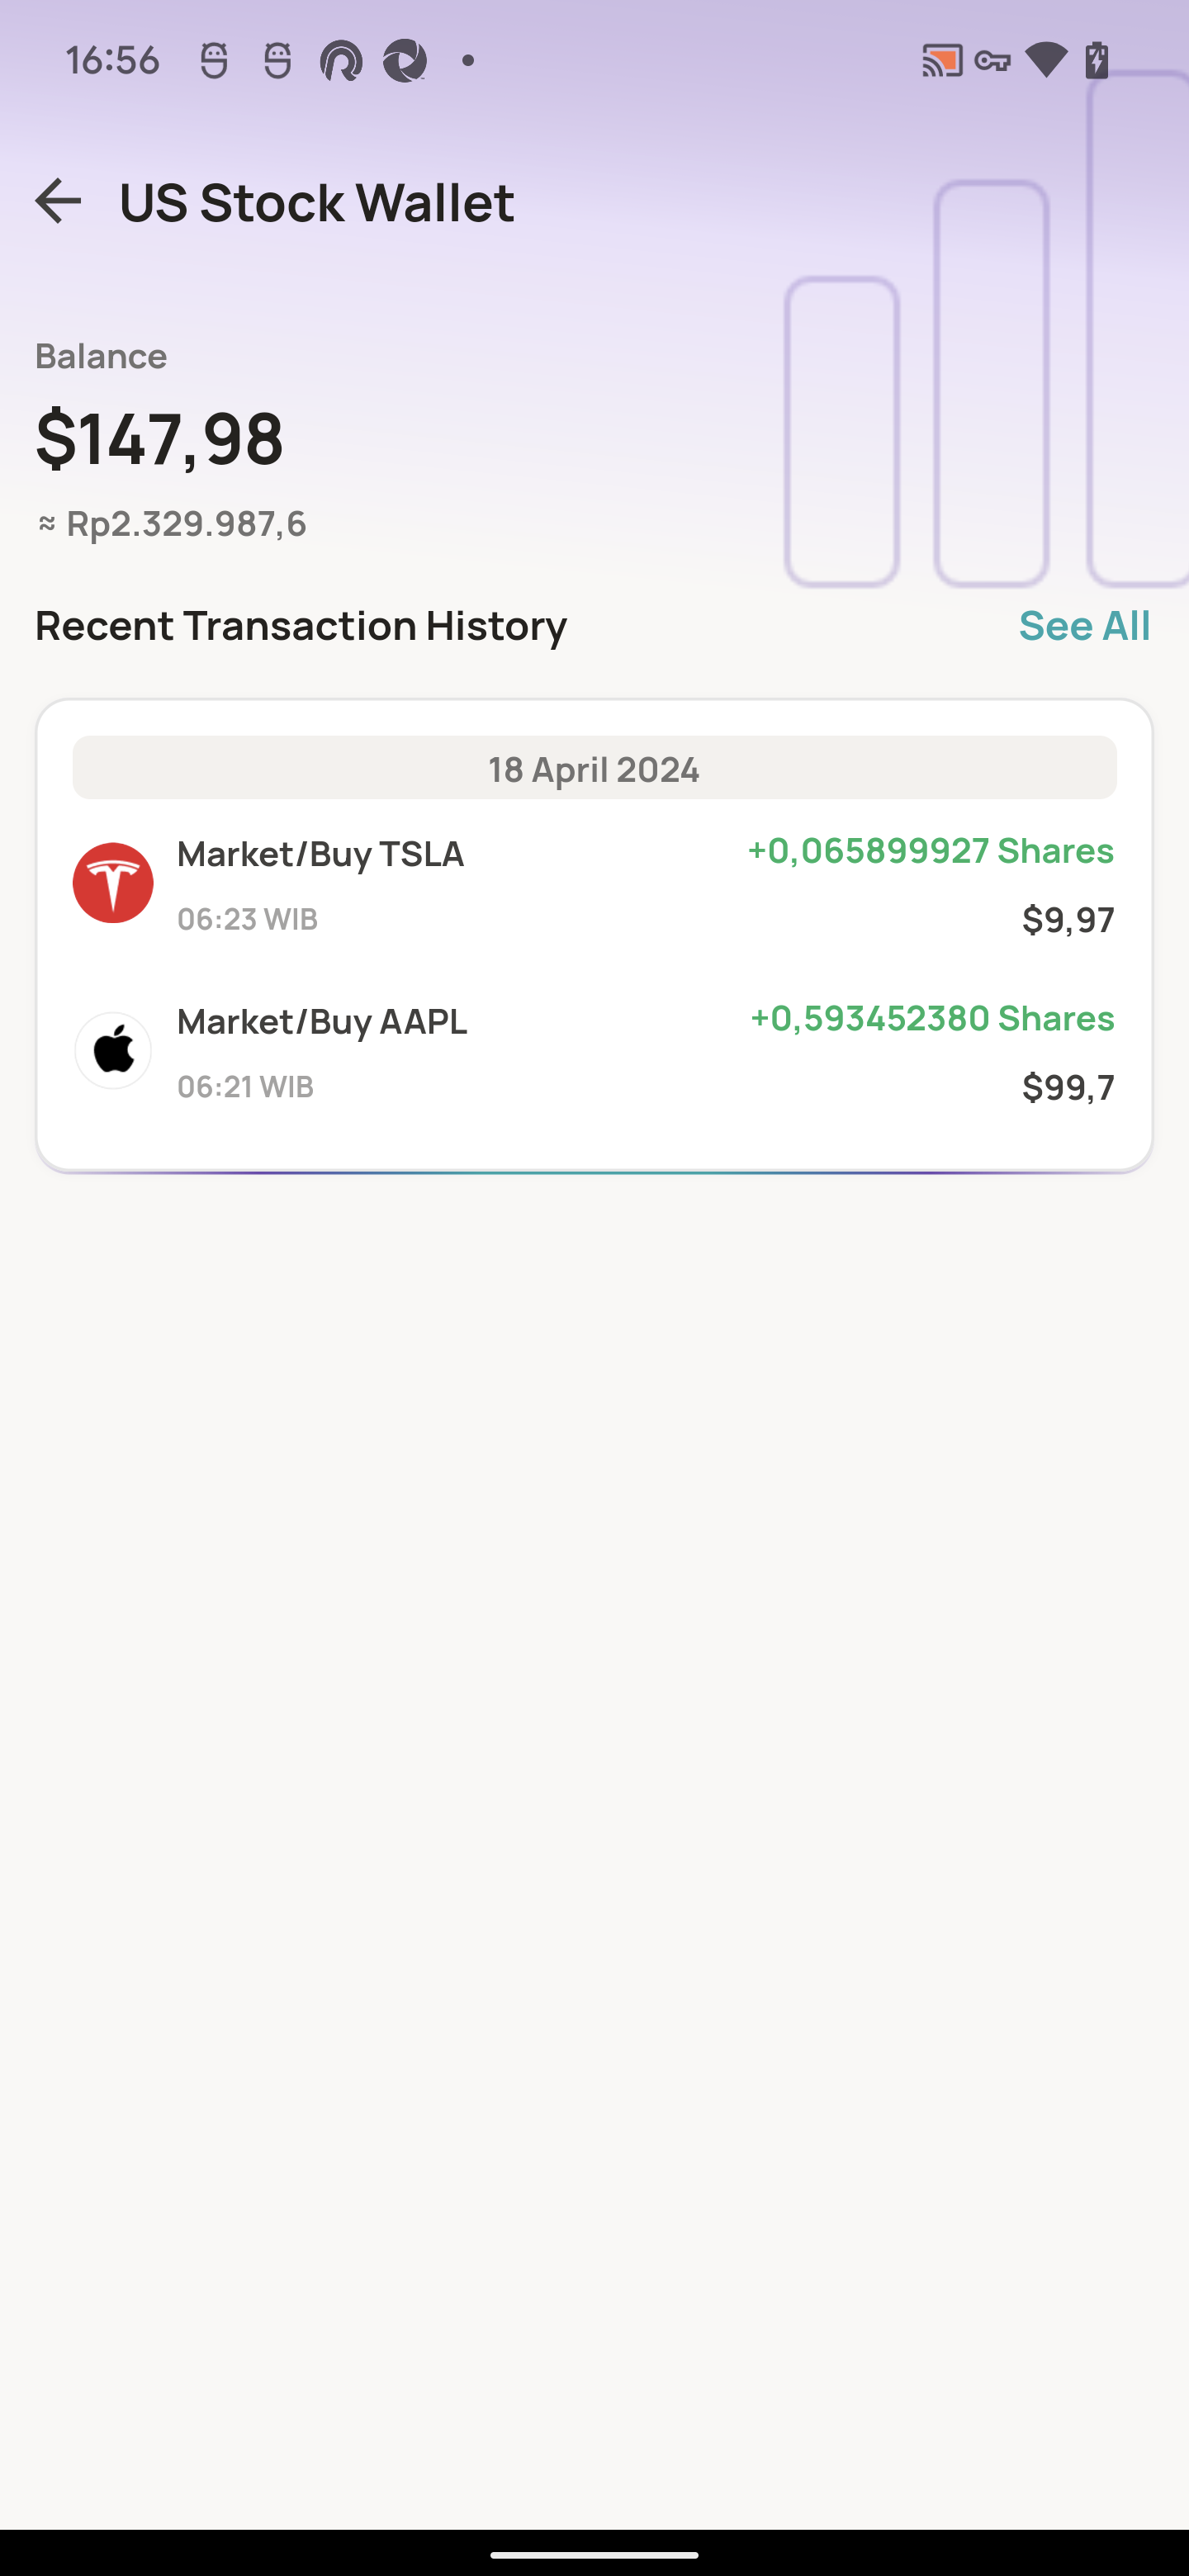 16:56
US Stock Wallet
Balance
$147,98
≈ Rp2.329.987,6
Recent Transaction History
See All
18 April 2024
Market/Buy TSLA
+0,065899927 Shares
06:23 WIB
$9,97
Market/Buy AAPL
+0,593452380 Shares
06:21 WIB
$99,7